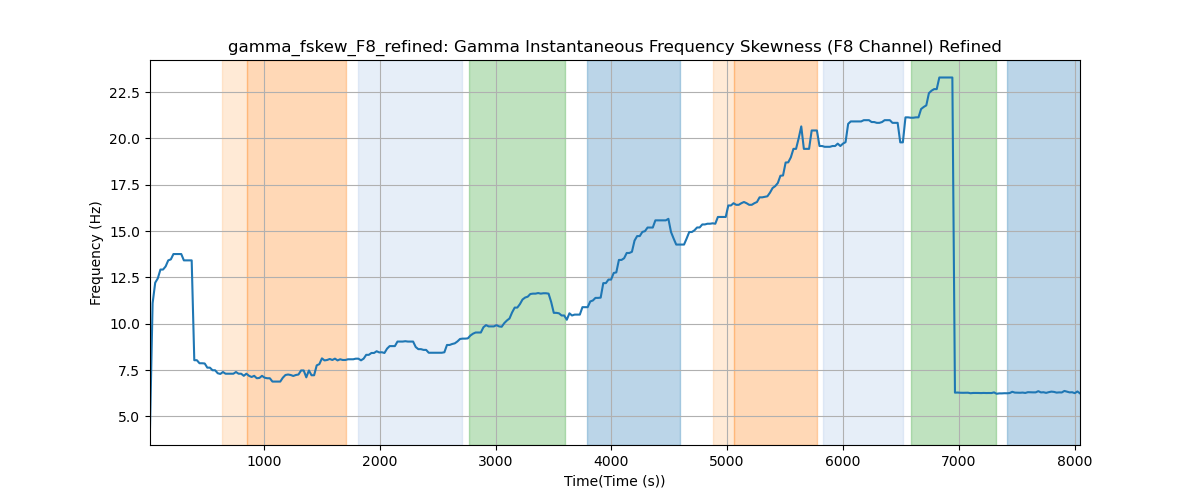 gamma_fskew_F8_refined: Gamma Instantaneous Frequency Skewness (F8 Channel) Refined
Frequency (Hz)
22.5
20.0
17.5
15.0
12.5
10.0
7.5
5.0
1000 2000 3000 4000 5000 6000 7000 8000
Time(Time (s))